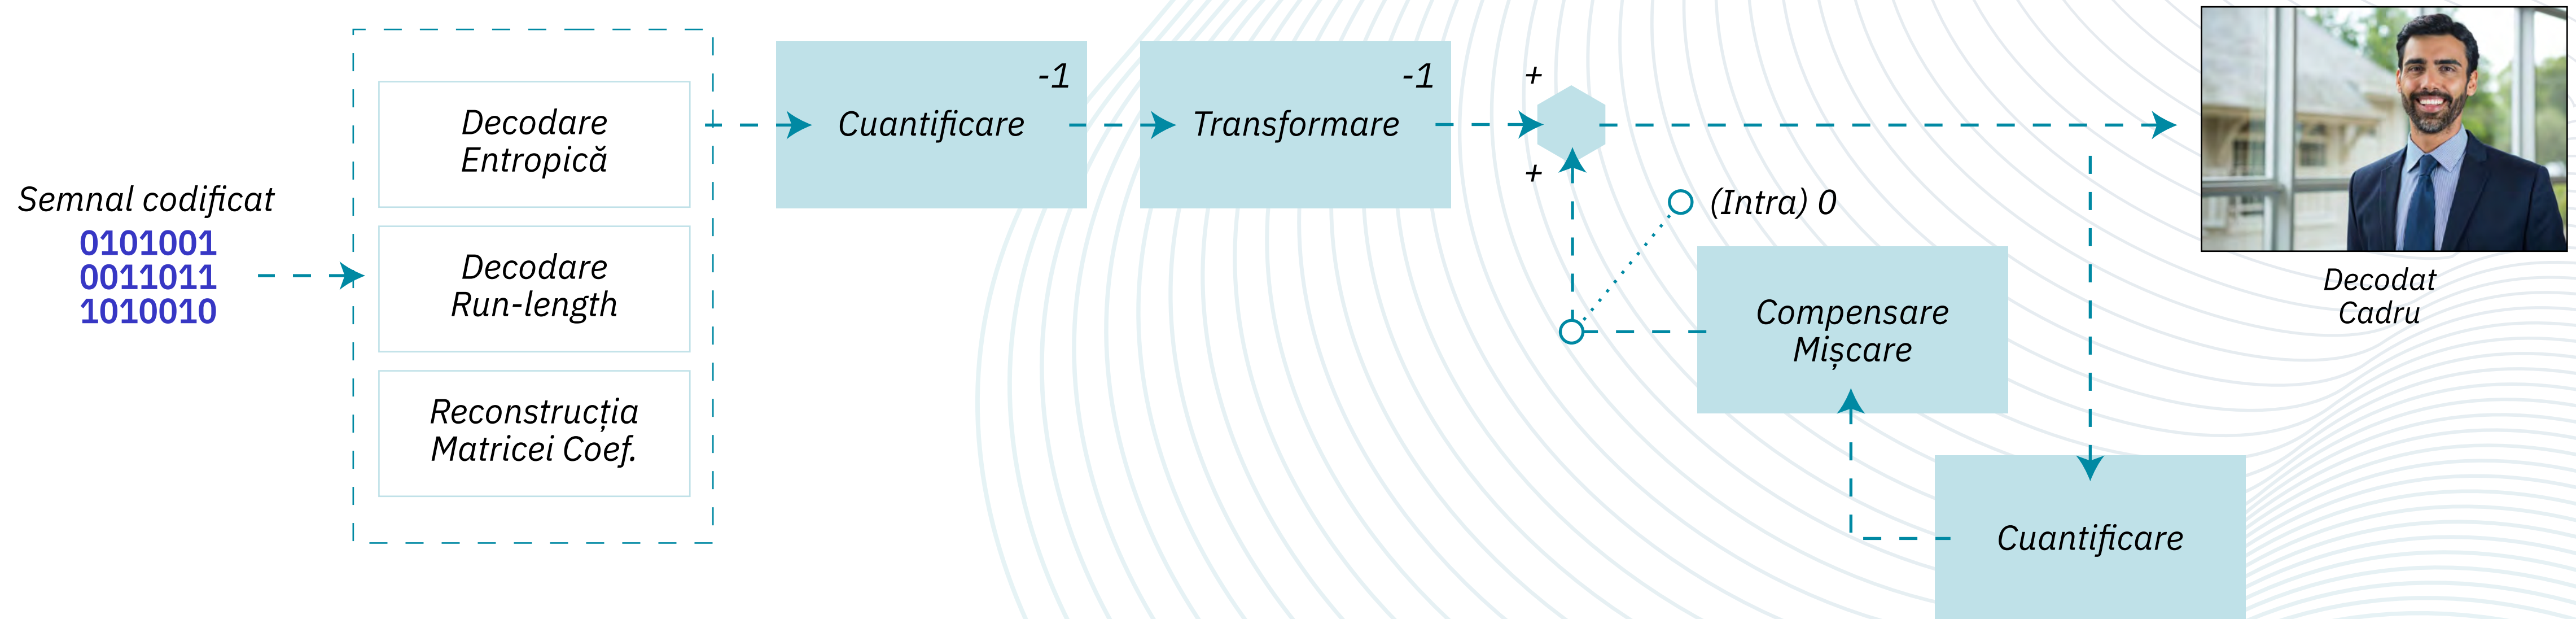 Semnal codificat
0101001
0011011
1010010
Decodare
Entropică
Decodare
Run-length
Reconstrucția
Matricei Coef.
-1
Cuantificare
-1
Transformare
+
+
(Intra) 0
Compensare
Mișcare
Cuantificare
Decodat
Cadru